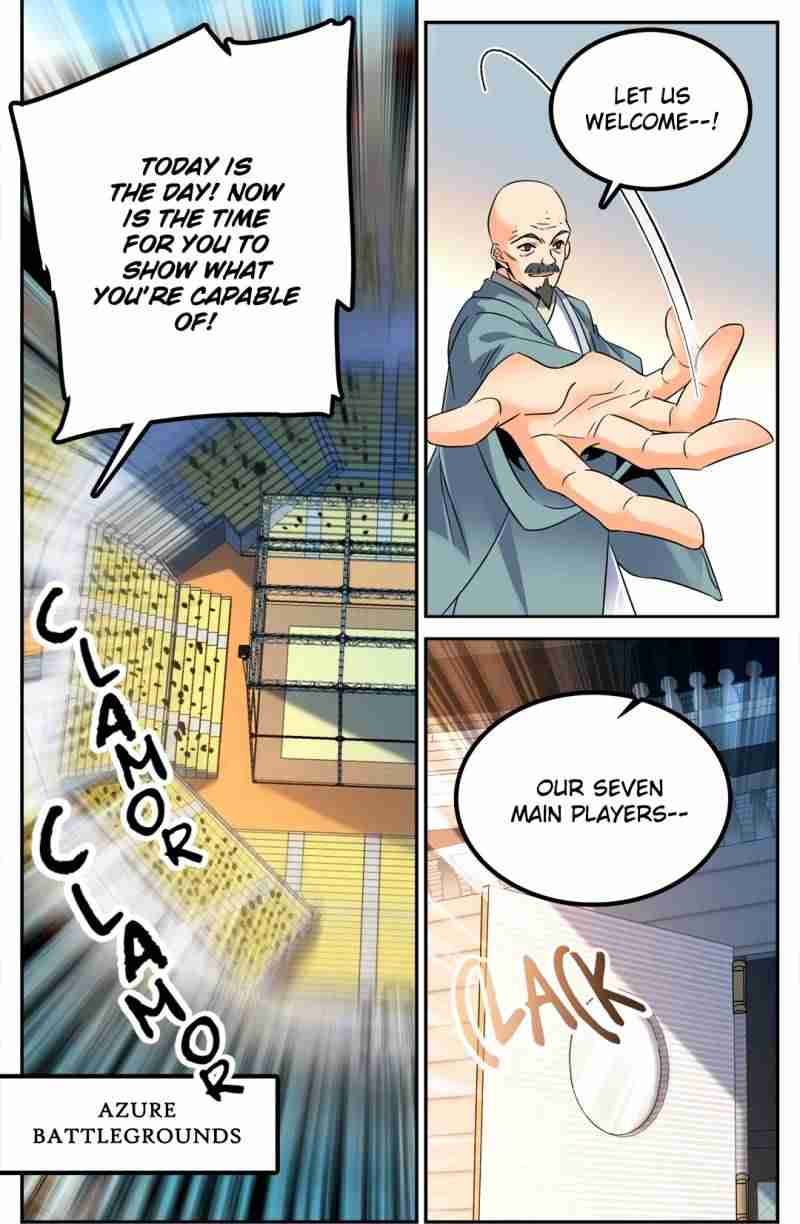 TODAY IS
THE DAY! NOW
IS THE TIME
FOR YOU TO
SHOW WHAT
YOU'RE CAPABLE
OF!
CLAMOR
CLAMOR
AZURE
BATTLEGROUNDS
LET US
WELCOME--!
OUR SEVEN
MAIN PLAYERS--
CLACK